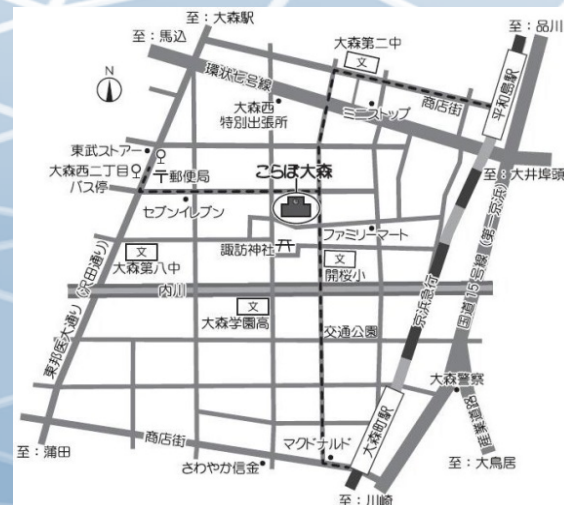 至：大森駅
至：馬込
至：品川
大森第二中
文
平和島駅
環状七号線
商店街
N
大森西
特別出張所
ミニストップ
東武ストアー
大森西二丁目
バス停
〒郵便局
こらぼ大森
至：大井埠頭
セブンイレブン
ファミリーマート
国道15号線（第一京浜）
文
大森第八中
諏訪神社
文
開桜小
京浜急行
東邦医大通り（沢田通り）
内川
文
大森学園高
交通公園
大森警察
産業道路
大森町駅
商店街
マクドナルド
至：蒲田
さわやか信金
至：大鳥居
至：川崎